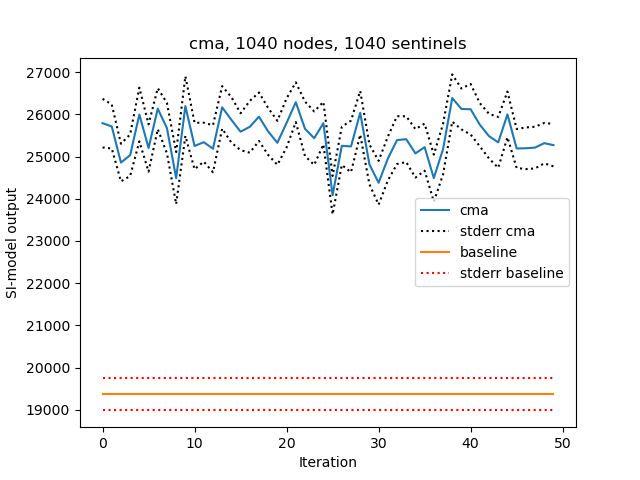 cma, 1040 nodes, 1040 sentinels
27000
26000
25000
24000
23000
22000
21000
20000
19000
SI-model output
cma
stderr cma
baseline
stderr baseline
0 10 20 30 40 50
Iteration